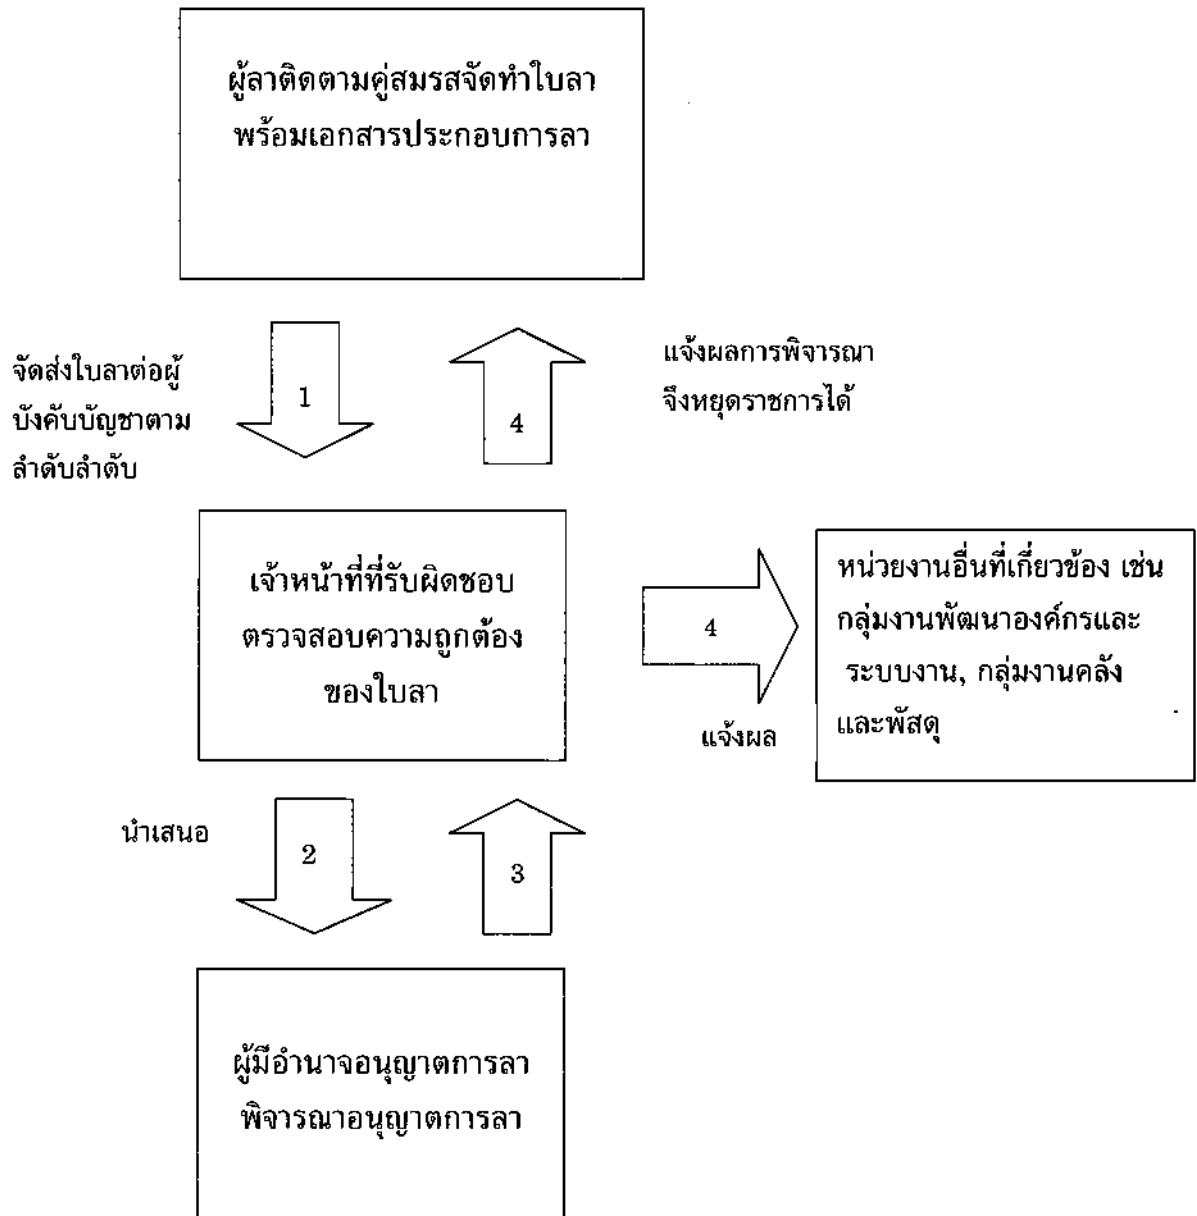 ผู้ลาติดตามคู่สมรสจัดทำใบลา
พร้อมเอกสารประกอบการลา
จัดส่งใบลาต่อผู้
บังคับบัญชาตาม
ลำดับลำดับ
1
4
แจ้งผลการพิจารณา
จึงหยุดราชการได้
เจ้าหน้าที่ที่รับผิดชอบ
ตรวจสอบความถูกต้อง
ของใบลา
4
แจ้งผล
หน่วยงานอื่นที่เกี่ยวข้อง เช่น
กลุ่มงานพัฒนาองค์กรและ
ระบบงาน, กลุ่มงานคลัง
และพัสดุ
นำเสนอ
2
3
ผู้มีอำนาจอนุญาตการลา
พิจารณาอนุญาตการลา